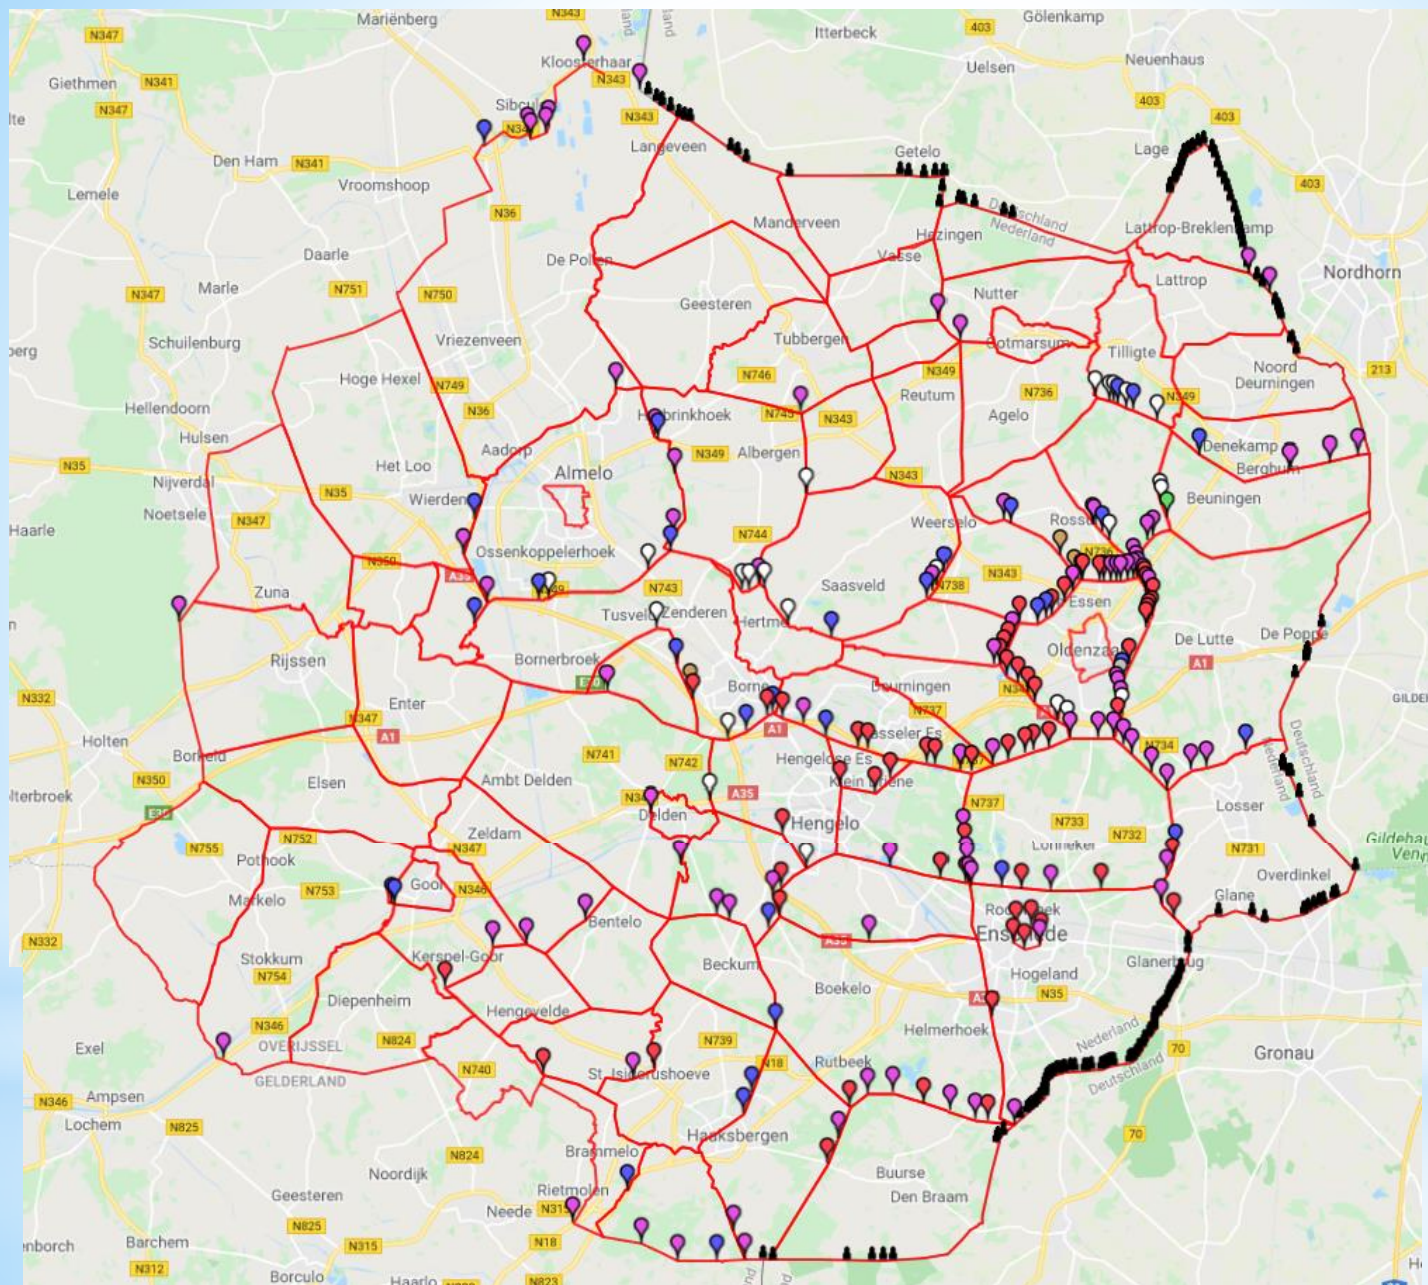 Mariënberg
N343
Gölenkamp
N347
Itterbeck
403
Kloosterhaar
Uelsen
Neuenhaus
Giethmen
N341
N343
N347
403
Sibculo
N343
403
Langeveen
Getelo
Lage
Den Ham
N341
Vroomshoop
403
Lemele
N36
Manderveen
Deutschland
Nederland
Lattrop-Breklenkamp
Hezingen
Daarle
De Pollen
Vasse
Lattrop
Nordhorn
N347
Marle
N751
N750
Geesteren
Nutter
Schuilenburg
Vriezenveen
Tubbergen
Ootmarsum
Tilligte
Hoge Hexel
N749
N746
N349
N736
Noord
Deurningen
213
Hellendoorn
N36
Harbrinkhoek
N745
N343
Reutum
Agelo
N349
Hulsen
Aadorp
N349
Albergen
Denekamp
Berghum
N35
Het Loo
Almelo
N343
Nijverdal
N35
Wierden
Beuningen
Noetsele
N347
Weerselo
Haarle
N744
N736
Ossenkoppelerhoek
N350
A35
N743
Saasveld
N738
N343
Zuna
Tusveld
Zenderen
Hertme
De Lutte
De Poppe
Rijssen
Bornerbroek
Oldenzaal
A1
N332
Enter
Borne
Deurningen
N737
N347
A1
A1
Holten
N741
N742
Hengelose Es
Hasseler Es
N734
Deutschland
Nederland
Borkeld
N350
Elsen
Ambt Delden
Klein Driene
A35
N737
Losser
Delden
Hengelo
N733
N732
N755
N752
Zeldam
N347
Lonneker
N731
Pothook
Overdinkel
N753
Goor
N346
Glane
Markelo
Bentelo
N332
A35
Enschede
Stokkum
Kerspel-Goor
Beckum
Glanerbrug
N754
Boekelo
Hogeland
Diepenheim
Hengevelde
N35
N346
Helmerhoek
Exel
OVERIJSSEL
N824
N739
Nederland
Deutschland
70
Gronau
GELDERLAND
N740
St. Isidorushoeve
N18
Rutbeek
N346
Ampsen
Lochem
N825
Haaksbergen
70
Brammelo
N824
Noordijk
Buurse
Geesteren
Rietmolen
Den Braam
Neede
N315
N825
Barchem
N315
N18
N312
Borculo
Haarlo
N823